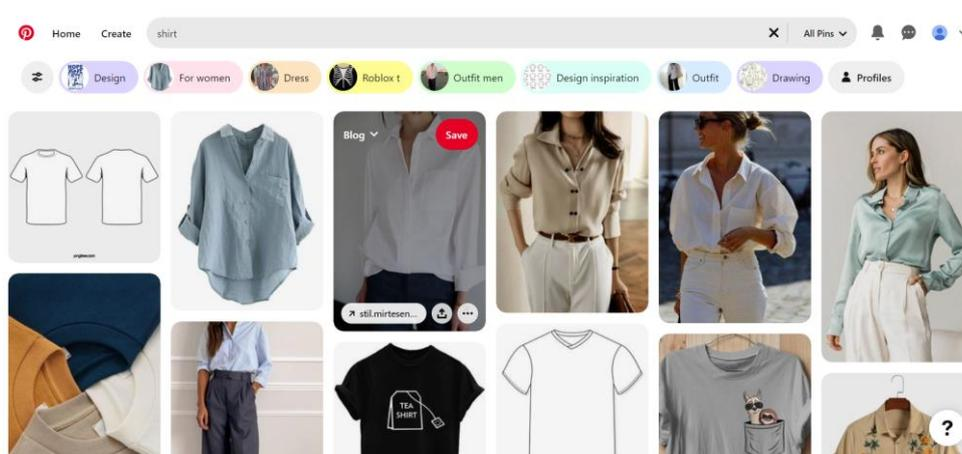 Home
Create
shirt
All Pins
Design
For women
Dress
Roblox t
Outfit men
Design inspiration
Outfit
Drawing
Profiles
Blog
Save
stil.mirtesen...
TEA
SHIRT
?